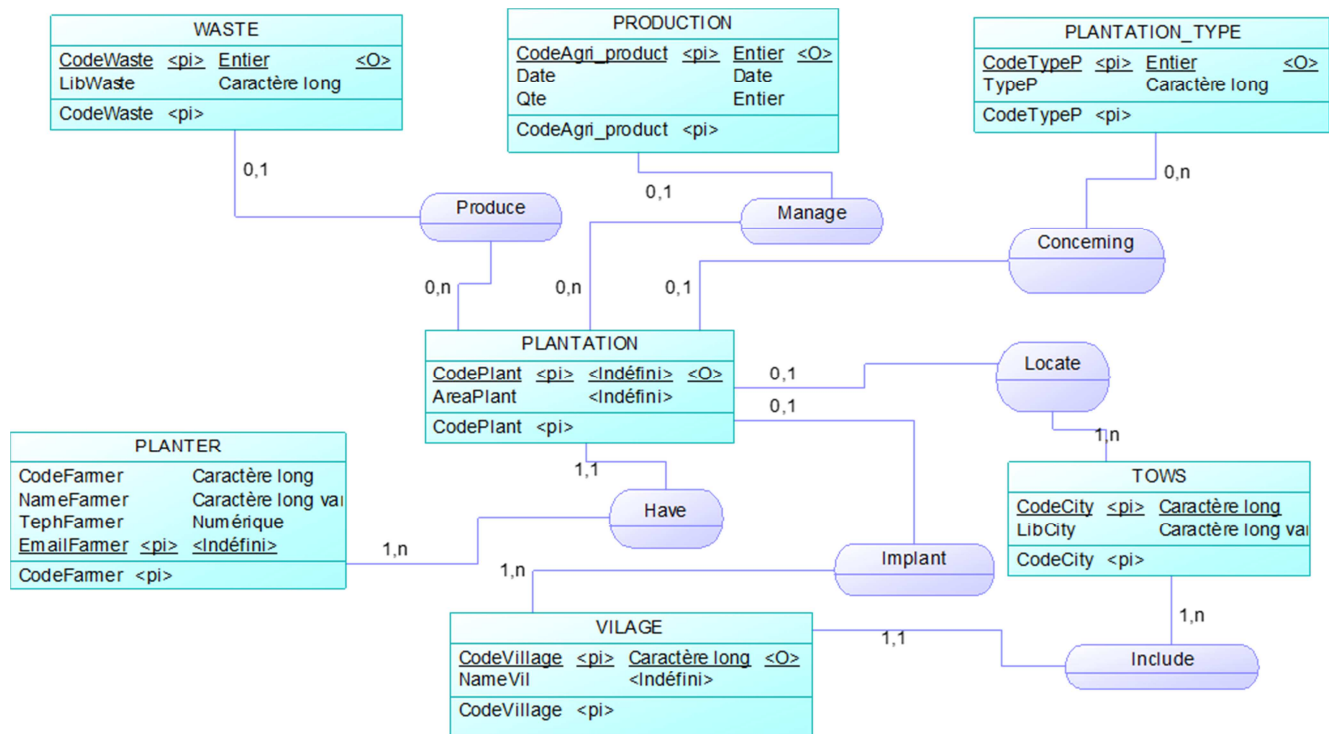 WASTE
CodeWaste <pi> Entier <O>
LibWaste Caractère long
CodeWaste <pi>
PRODUCTION
CodeAgri_product <pi> Entier <O>
Date Date
Qte Entier
CodeAgri_product <pi>
PLANTATION_TYPE
CodeTypeP <pi> Entier <O>
TypeP Caractère long
CodeTypeP <pi>
0,1
0,1
0,n
Produce
Manage
Concerning
0,n
0,n
0,1
PLANTATION
CodePlant <pi> <Indéfini> <O>
AreaPlant <Indéfini>
CodePlant <pi>
0,1
Locate
0,1
1,n
1,1
PLANTER
CodeFarmer Caractère long
NameFarmer Caractère long vai
TephFarmer Numérique
EmailFarmer <pi> <Indéfini>
CodeFarmer <pi>
1,n
Have
TOWS
CodeCity <pi> Caractère long
LibCity Caractère long vai
CodeCity <pi>
Implant
1,n
1,n
VILAGE
CodeVillage <pi> Caractère long <O>
NameVil <Indéfini>
CodeVillage <pi>
1,1
Include